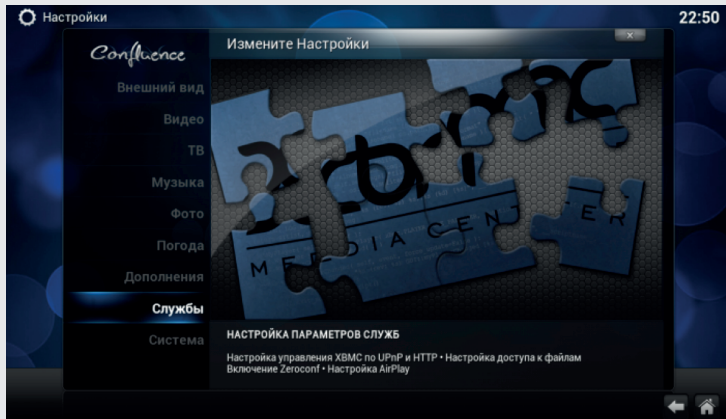 Настройки
22:50
Confluence
Измените Настройки
Внешний вид
Видео
ТВ
Музыка
Фото
Погода
Дополнения
Службы
Система
xbmc
MEDIA CENTER
НАСТРОЙКА ПАРАМЕТРОВ СЛУЖБ
Настройка управления XBMC по UPnP и HTTP • Настройка доступа к файлам
Включение Zeroconf • Настройка AirPlay